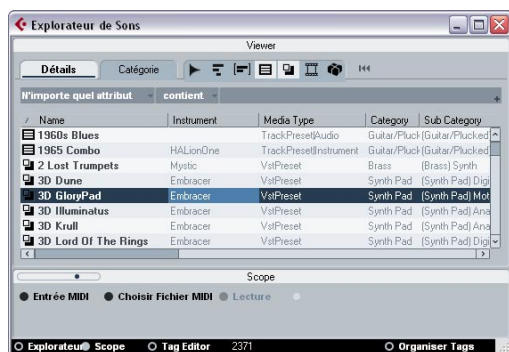 Explorateur de Sons
Viewer
Détails Catégorie
N'importe quel attribut contient +
Name Instrument Media Type Category Sub Category
1960s Blues TrackPreset|Audio Guitar/Pluck (Guitar/Plucked
1965 Combo HALionOne TrackPreset|Instrument Guitar/Pluck (Guitar/Plucked
2 Lost Trumpets Mystic VstPreset Brass (Brass) Synth
3D Dune Embracer VstPreset Synth Pad (Synth Pad) Digi
3D GloryPad Embracer VstPreset Synth Pad (Synth Pad) Mot
3D Illuminatus Embracer VstPreset Synth Pad (Synth Pad) Ana
3D Krull Embracer VstPreset Synth Pad (Synth Pad) Ana
3D Lord Of The Rings Embracer VstPreset Synth Pad (Synth Pad) Digi
Scope
Entrée MIDI Choisir Fichier MIDI Lecture
Explorateur Scope Tag Editor 2371 Organiser Tags